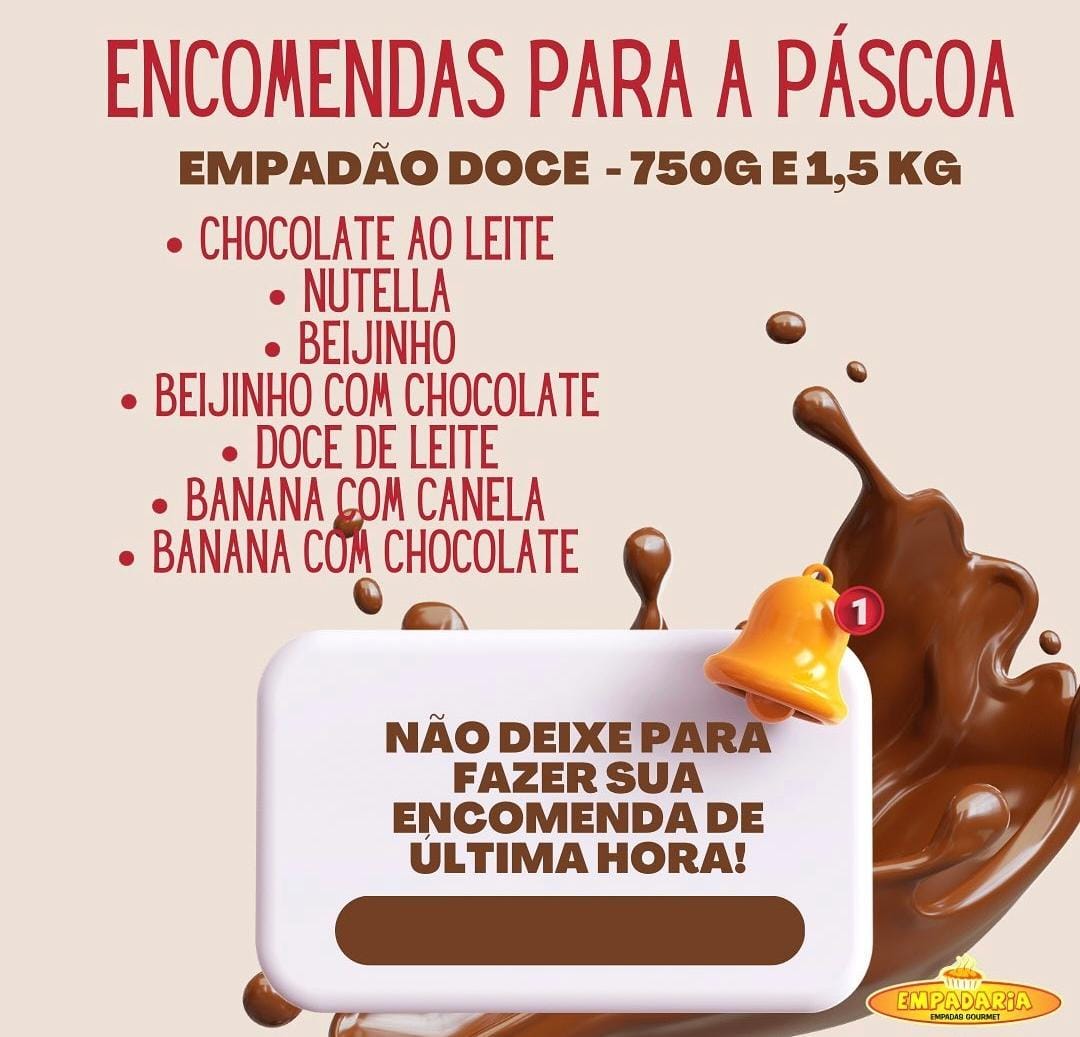 ENCOMENDAS PARA A PÁSCOA
EMPADÃO DOCE - 750G E 1,5 KG
• CHOCOLATE AO LEITE
• NUTELLA
• BEIJINHO
• BEIJINHO COM CHOCOLATE
• DOCE DE LEITE
• BANANA COM CANELA
• BANANA COM CHOCOLATE
1
NÃO DEIXE PARA
FAZER SUA
ENCOMENDA DE
ÚLTIMA HORA!
EMPADARIA
EMPADAS GOURMET